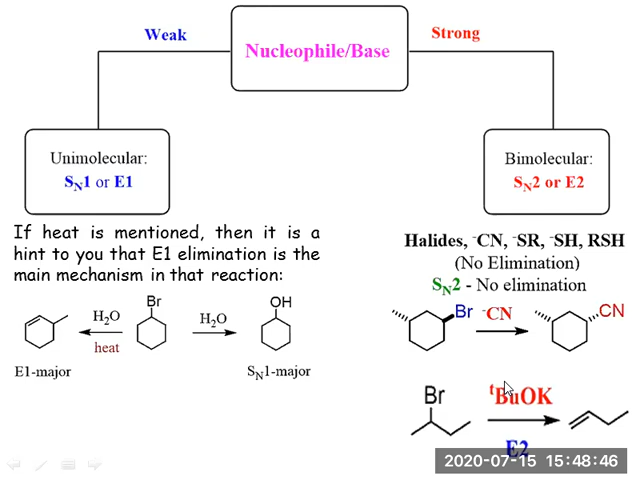 Weak
Nucleophile/Base
Strong
Unimolecular:
SN1 or E1
Bimolecular:
SN2 or E2
If heat is mentioned, then it is a
hint to you that E1 elimination is the
main mechanism in that reaction:
Halides, ⁻CN, ⁻SR, ⁻SH, RSH
(No Elimination)
SN2 - No elimination
H2O
heat
Br
H2O
OH
E1-major
SN1-major
Br
⁻CN
CN
Br
ᵗBuOK
E2
2020-07-15 15:48:46